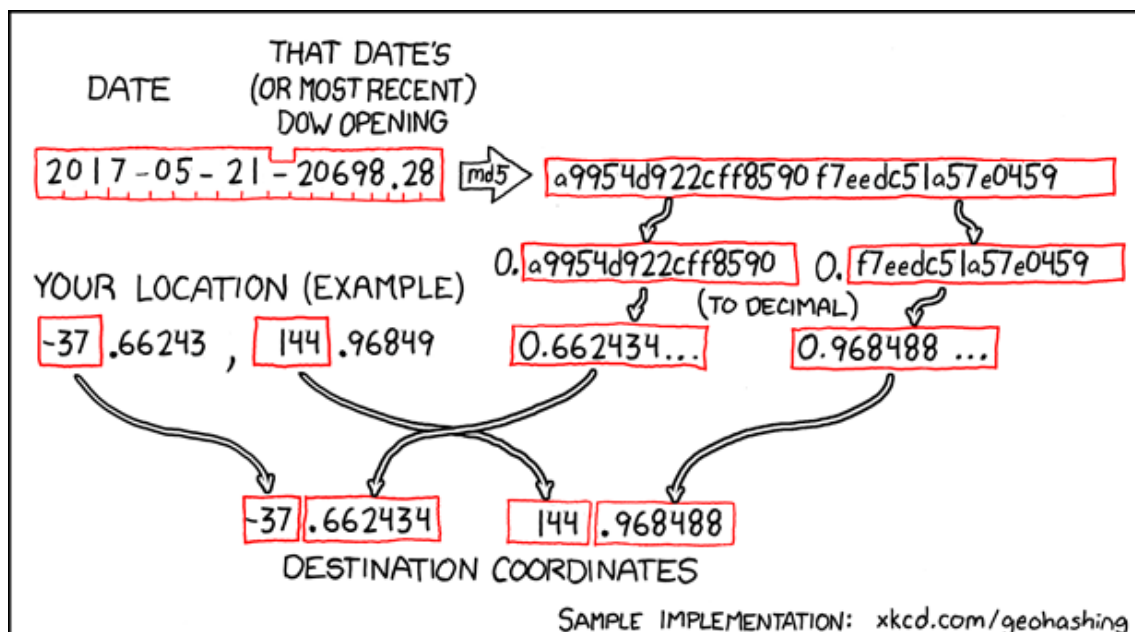 DATE
THAT DATE'S
(OR MOST RECENT)
DOW OPENING
2017-05-21-20698.28
md5
a9954d922cff8590f7eedc51a57e0459
0.a9954d922cff8590
0.f7eedc51a57e0459
YOUR LOCATION (EXAMPLE)
(TO DECIMAL)
-37.66243, 144.96849
0.662434...
0.968488...
-37.662434
144.968488
DESTINATION COORDINATES
SAMPLE IMPLEMENTATION: xkcd.com/geohashing